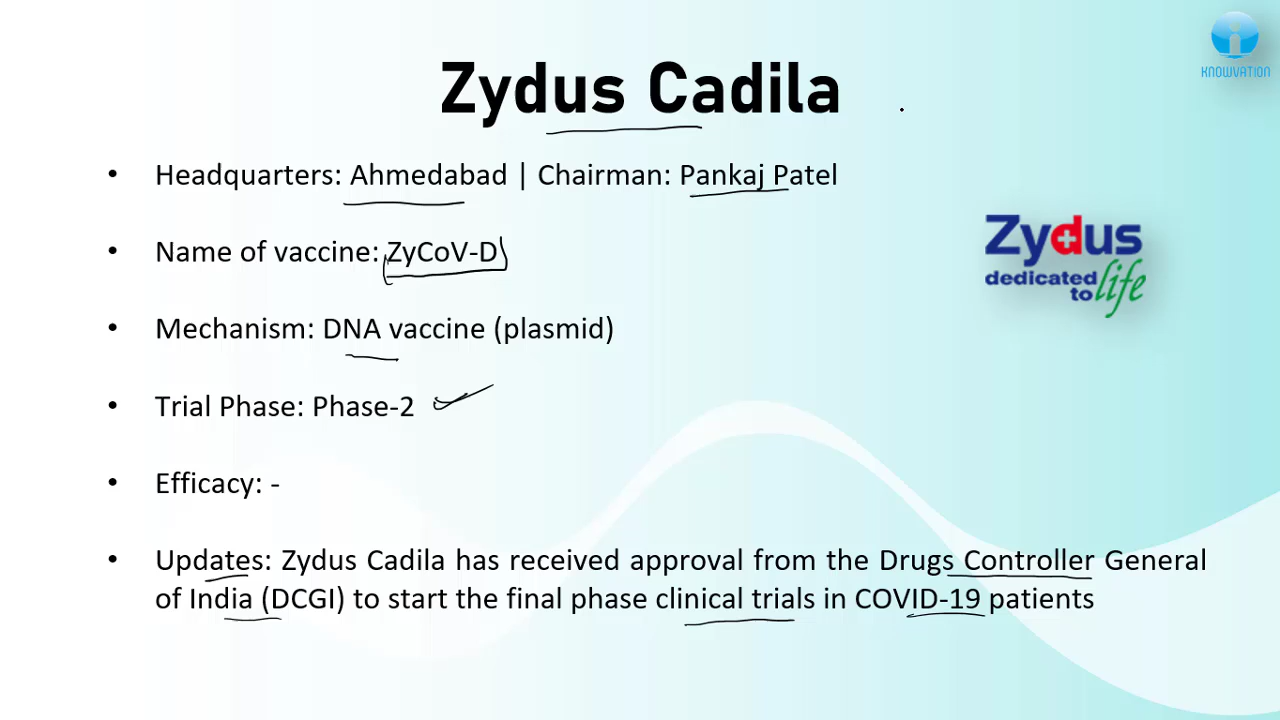 KNOWVATION
Zydus Cadila
• Headquarters: Ahmedabad | Chairman: Pankaj Patel
• Name of vaccine: ZyCoV-D
• Mechanism: DNA vaccine (plasmid)
• Trial Phase: Phase-2
• Efficacy: -
• Updates: Zydus Cadila has received approval from the Drugs Controller General
of India (DCGI) to start the final phase clinical trials in COVID-19 patients
Zydus
dedicated
to life